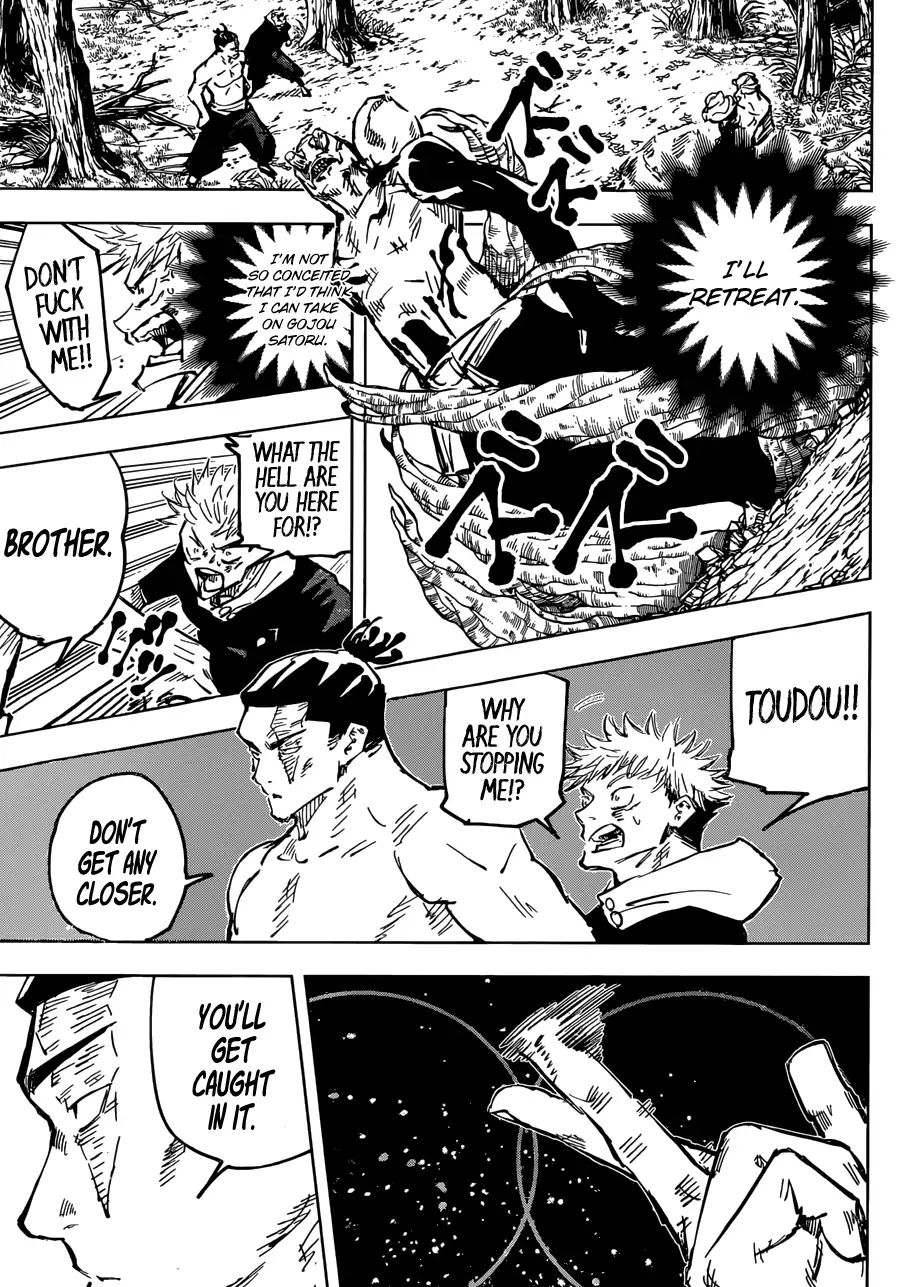 I'LL
RETREAT.
I'M NOT
SO CONCEITED
THAT I'D THINK
I CAN TAKE
ON GOJOU
SATORU.
DON'T
FUCK
WITH
ME!!
WHAT THE
HELL ARE
YOU HERE
FOR!?
BROTHER.
TOUDOU!!
WHY
ARE YOU
STOPPING
ME!?
DON'T
GET ANY
CLOSER.
YOU'LL
GET
CAUGHT
IN IT.